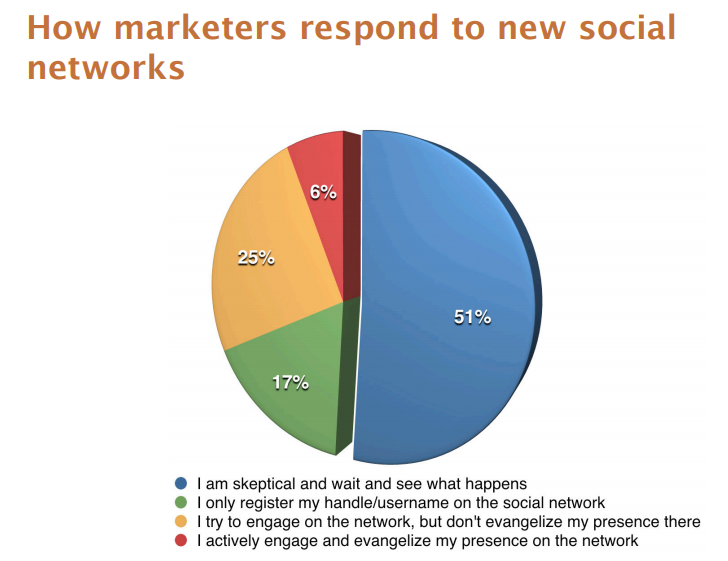 How marketers respond to new social
networks
6%
25%
51%
17%
I am skeptical and wait and see what happens
I only register my handle/username on the social network
I try to engage on the network, but don't evangelize my presence there
I actively engage and evangelize my presence on the network